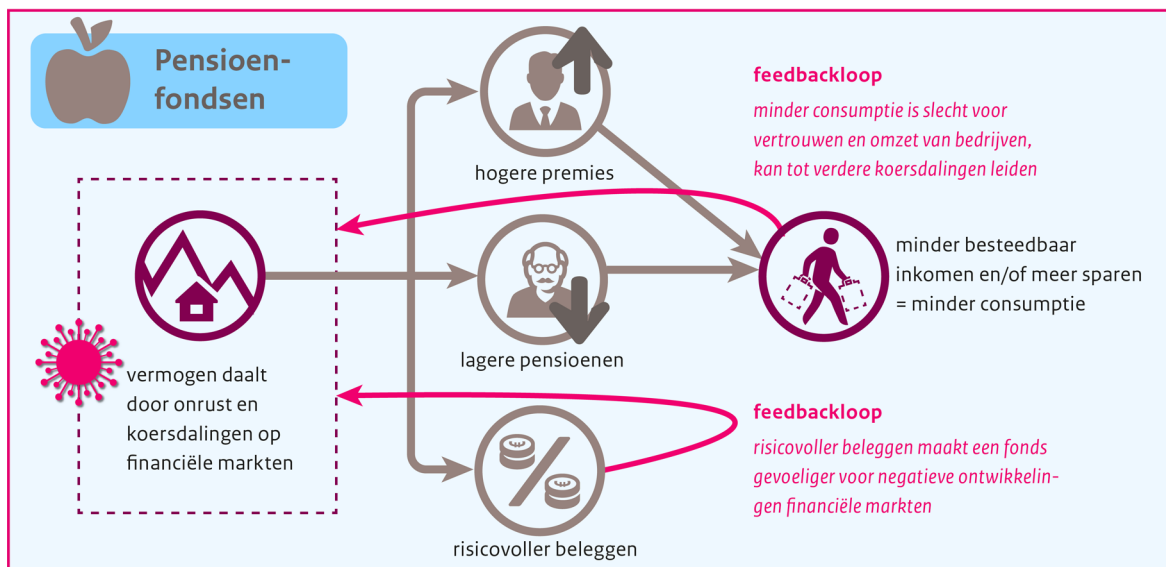 Pensioen-
fondsen
hogere premies
feedbackloop
minder consumptie is slecht voor
vertrouwen en omzet van bedrijven,
kan tot verdere koersdalingen leiden
minder besteedbaar
inkomen en/of meer sparen
= minder consumptie
lagere pensioenen
vermogen daalt
door onrust en
koersdalingen op
financiële markten
feedbackloop
risicovoller beleggen maakt een fonds
gevoeliger voor negatieve ontwikkelin-
gen financiële markten
risicovoller beleggen